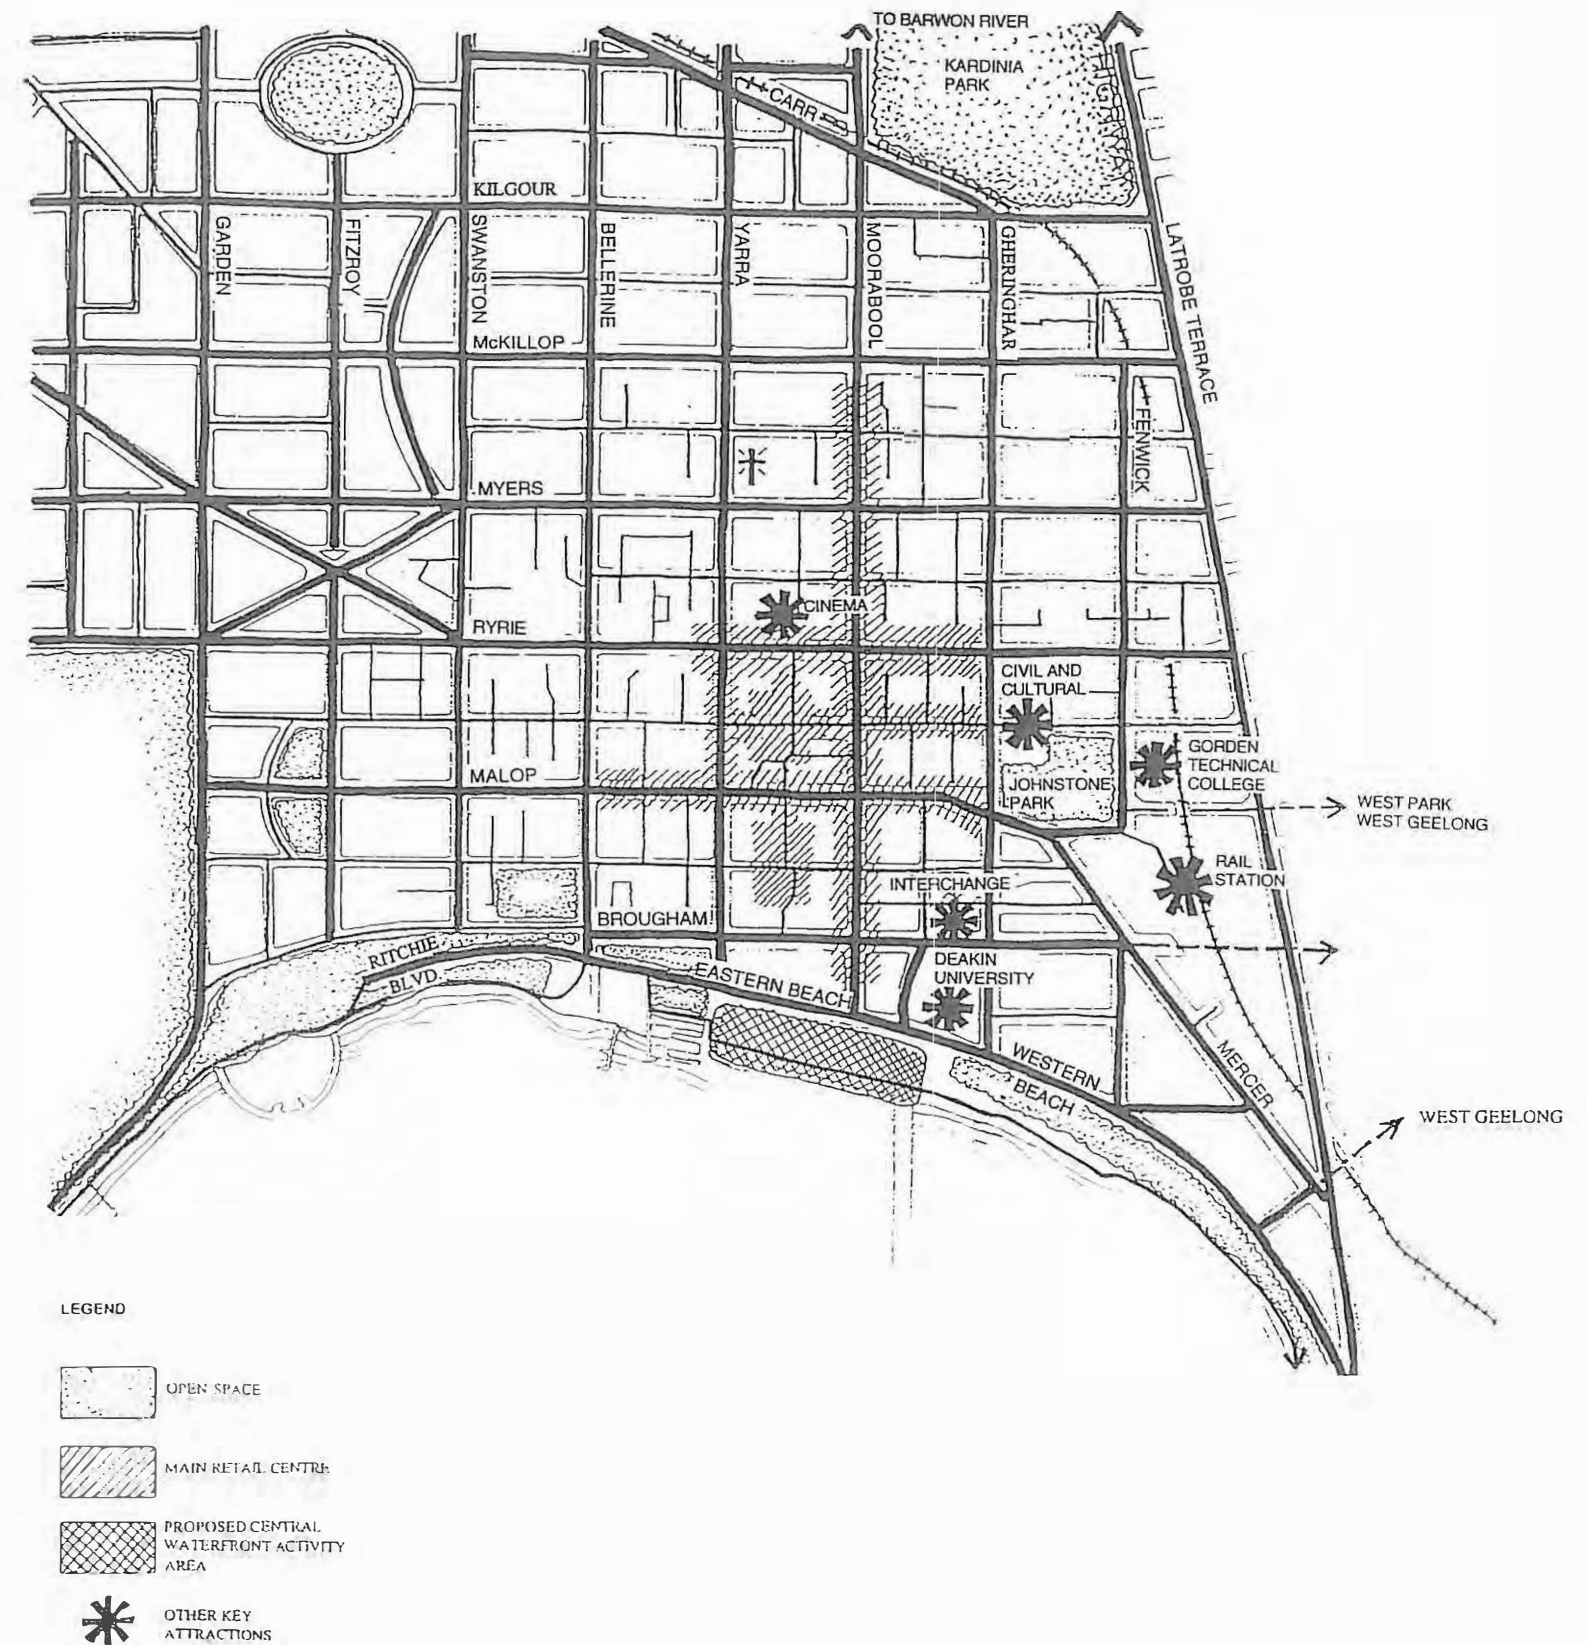 TO BARWON RIVER
KARDINIA
PARK
CARR
KILGOUR
GARDEN
FITZROY
SWANSTON
BELLERINE
YARRA
MOORABOOL
GHERINGHAR
LATROBE TERRACE
McKILLOP
FENWICK
MYERS
CINEMA
RYRIE
CIVIL AND
CULTURAL
GORDEN
TECHNICAL
COLLEGE
MALOP
JOHNSTONE
PARK
WEST PARK
WEST GEELONG
RAIL
STATION
INTERCHANGE
BROUGHAM
RITCHIE
BLVD.
EASTERN BEACH
DEAKIN
UNIVERSITY
WESTERN
BEACH
MERCER
WEST GEELONG
LEGEND
OPEN SPACE
MAIN RETAIL CENTRE
PROPOSED CENTRAL
WATERFRONT ACTIVITY
AREA
OTHER KEY
ATTRACTIONS